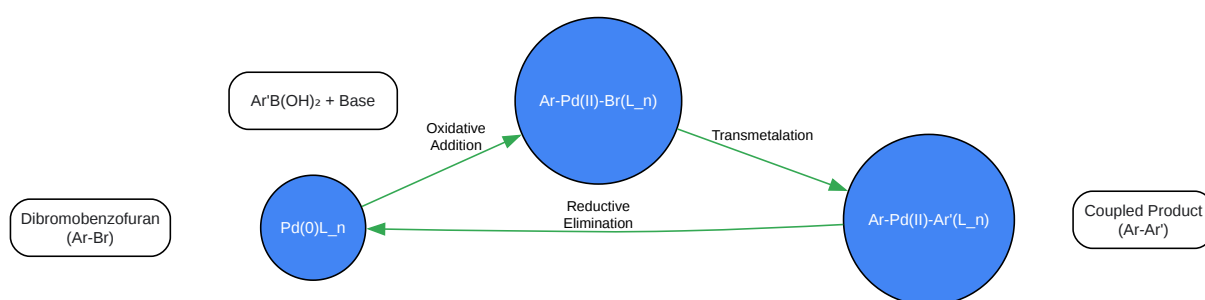 Ar-Pd(II)-Br(L_n)
Ar'B(OH)₂ + Base
Oxidative
Addition
Transmetalation
Dibromobenzofuran
(Ar-Br)
Pd(0)L_n
Reductive
Elimination
Ar-Pd(II)-Ar'(L_n)
Coupled Product
(Ar-Ar')